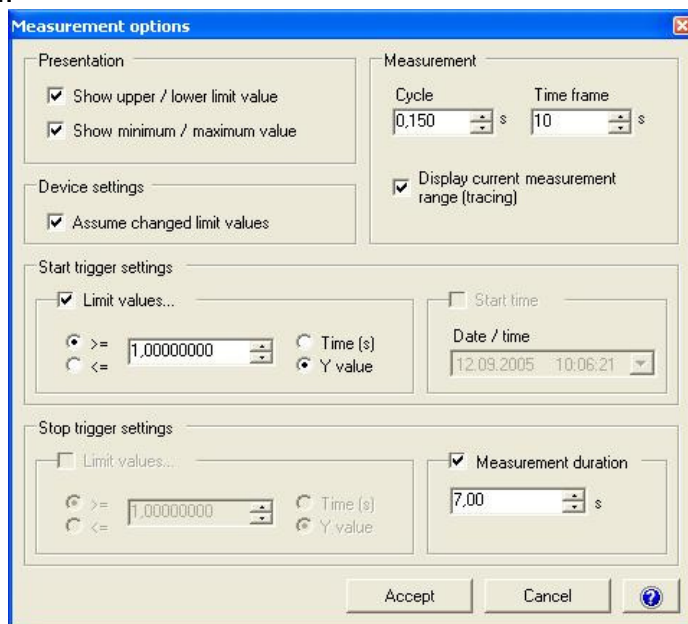 Measurement options
Presentation
Show upper / lower limit value
Show minimum / maximum value
Device settings
Assume changed limit values
Measurement
Cycle
Time frame
0,150 s
10 s
Display current measurement
range (tracing)
Start trigger settings
Limit values...
>=
<=
1,00000000
Time (s)
Y value
Start time
Date / time
12.09.2005 10:06:21
Stop trigger settings
Limit values...
>=
<=
1,00000000
Time (s)
Y value
Measurement duration
7,00 s
Accept
Cancel
?